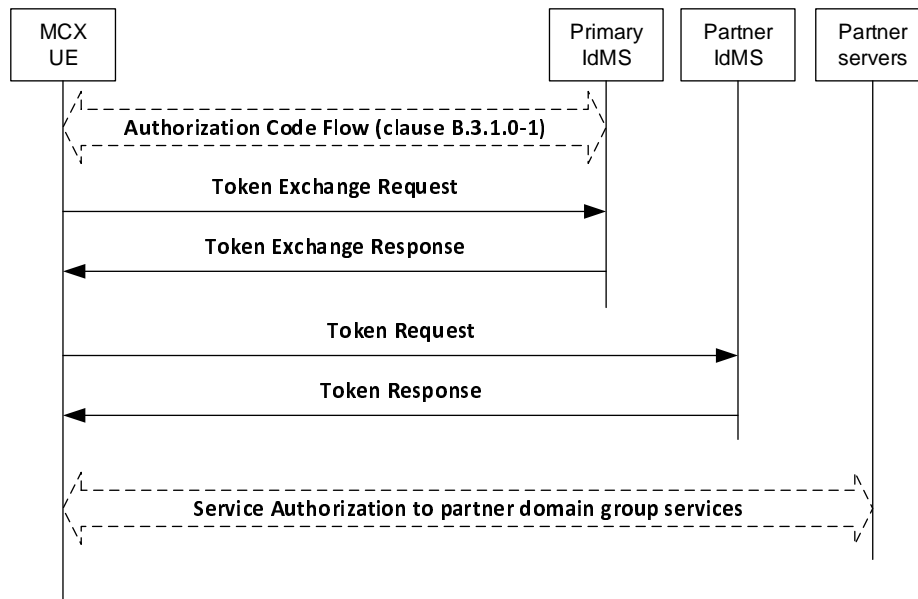 MCX
UE
Primary
IdMS
Partner
IdMS
Partner
servers
Authorization Code Flow (clause B.3.1.0-1)
Token Exchange Request
Token Exchange Response
Token Request
Token Response
Service Authorization to partner domain group services